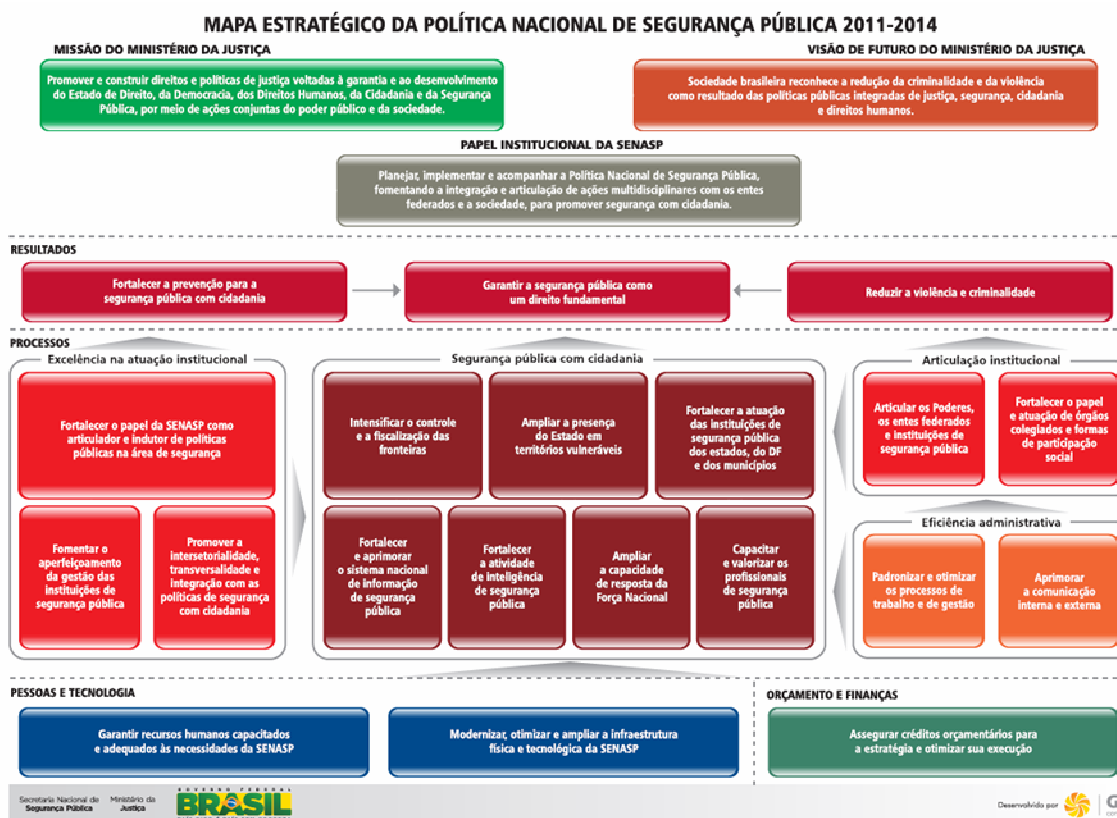 MAPA ESTRATÉGICO DA POLÍTICA NACIONAL DE SEGURANÇA PÚBLICA 2011-2014
MISSÃO DO MINISTÉRIO DA JUSTIÇA
Promover e construir direitos e políticas de justiça voltadas à garantia e ao desenvolvimento
do Estado de Direito, da Democracia, dos Direitos Humanos, da Cidadania e da Segurança
Pública, por meio de ações conjuntas do poder público e da sociedade.
VISÃO DE FUTURO DO MINISTÉRIO DA JUSTIÇA
Sociedade brasileira reconhece a redução da criminalidade e da violência
como resultado das políticas públicas integradas de justiça, segurança, cidadania
e direitos humanos.
PAPEL INSTITUCIONAL DA SENASP
Planejar, implementar e acompanhar a Política Nacional de Segurança Pública,
fomentando a integração e articulação de ações multidisciplinares com os entes
federados e a sociedade, para promover segurança com cidadania.
RESULTADOS
Fortalecer a prevenção para a
segurança pública com cidadania
Garantir a segurança pública como
um direito fundamental
Reduzir a violência e criminalidade
PROCESSOS
Excelência na atuação institucional
Fortalecer o papel da SENASP como
articulador e indutor de políticas
públicas na área de segurança
Fomentar o
aperfeiçoamento
da gestão das
instituições de
segurança pública
Promover a
intersetorialidade,
transversalidade e
integração com as
políticas de segurança
com cidadania
Segurança pública com cidadania
Intensificar o controle
e a fiscalização das
fronteiras
Ampliar a presença
do Estado em
territórios vulneráveis
Fortalecer a atuação
das instituições de
segurança pública
dos estados, do DF
e dos municípios
Fortalecer
e aprimorar
o sistema nacional
de informação
de segurança
pública
Fortalecer
a atividade
de inteligência
de segurança
pública
Ampliar
a capacidade
de resposta da
Força Nacional
Capacitar
e valorizar os
profissionais
de segurança
pública
Articulação institucional
Articular os Poderes,
os entes federados
e instituições de
segurança pública
Fortalecer o papel
e atuação de órgãos
colegiados e formas
de participação
social
Eficiência administrativa
Padronizar e otimizar
os processos de
trabalho e de gestão
Aprimorar
a comunicação
interna e externa
PESSOAS E TECNOLOGIA
Garantir recursos humanos capacitados
e adequados às necessidades da SENASP
Modernizar, otimizar e ampliar a infraestrutura
física e tecnológica da SENASP
ORÇAMENTO E FINANÇAS
Assegurar créditos orçamentários para
a estratégia e otimizar sua execução
Secretaria Nacional de
Segurança Pública
Ministério da
Justiça
GOVERNO FEDERAL
BRASIL
Desenvolvido por